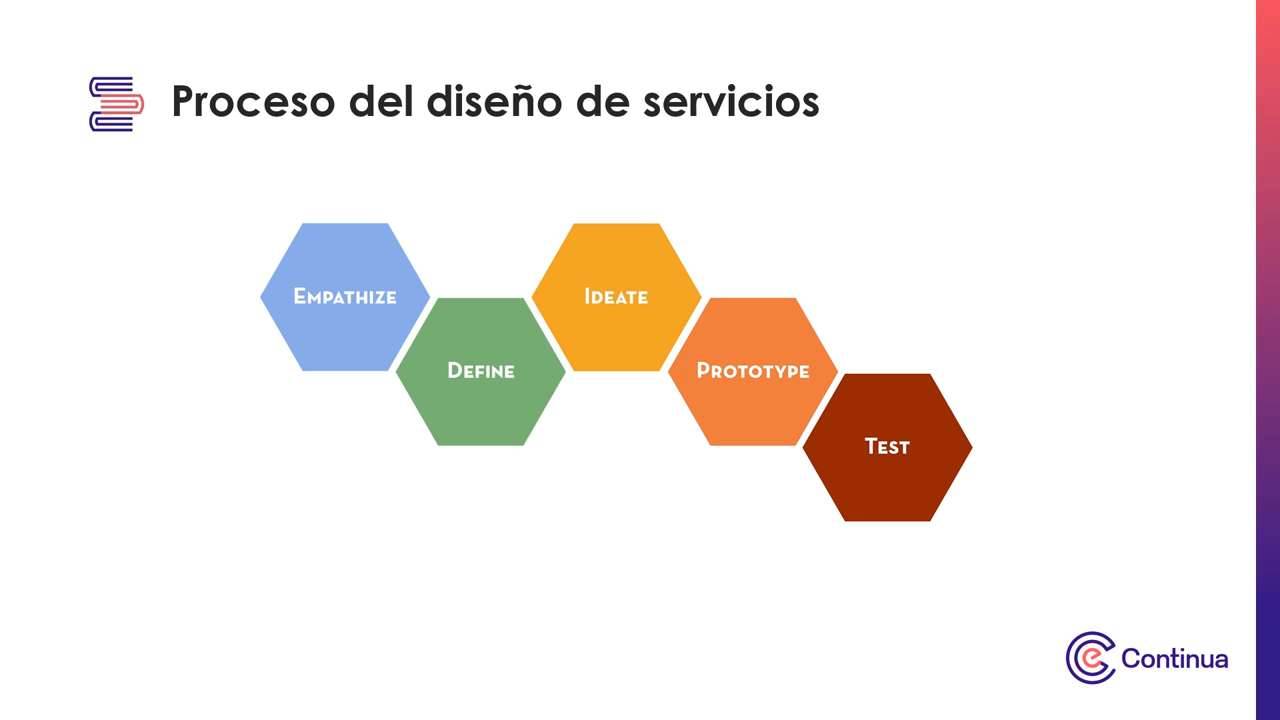 Proceso del diseño de servicios
EMPATHIZE
DEFINE
IDEATE
PROTOTYPE
TEST
e Continua